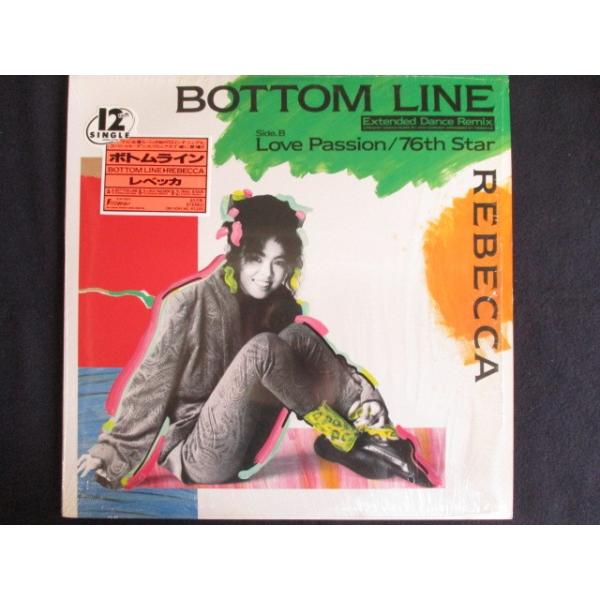 BOTTOM LINE
Extended Dance Remix
Side.B
Love Passion/76th Star
REBECCA
12
SINGLE
ボトムライン
BOTTOM LINE•REBECCA
レベッカ